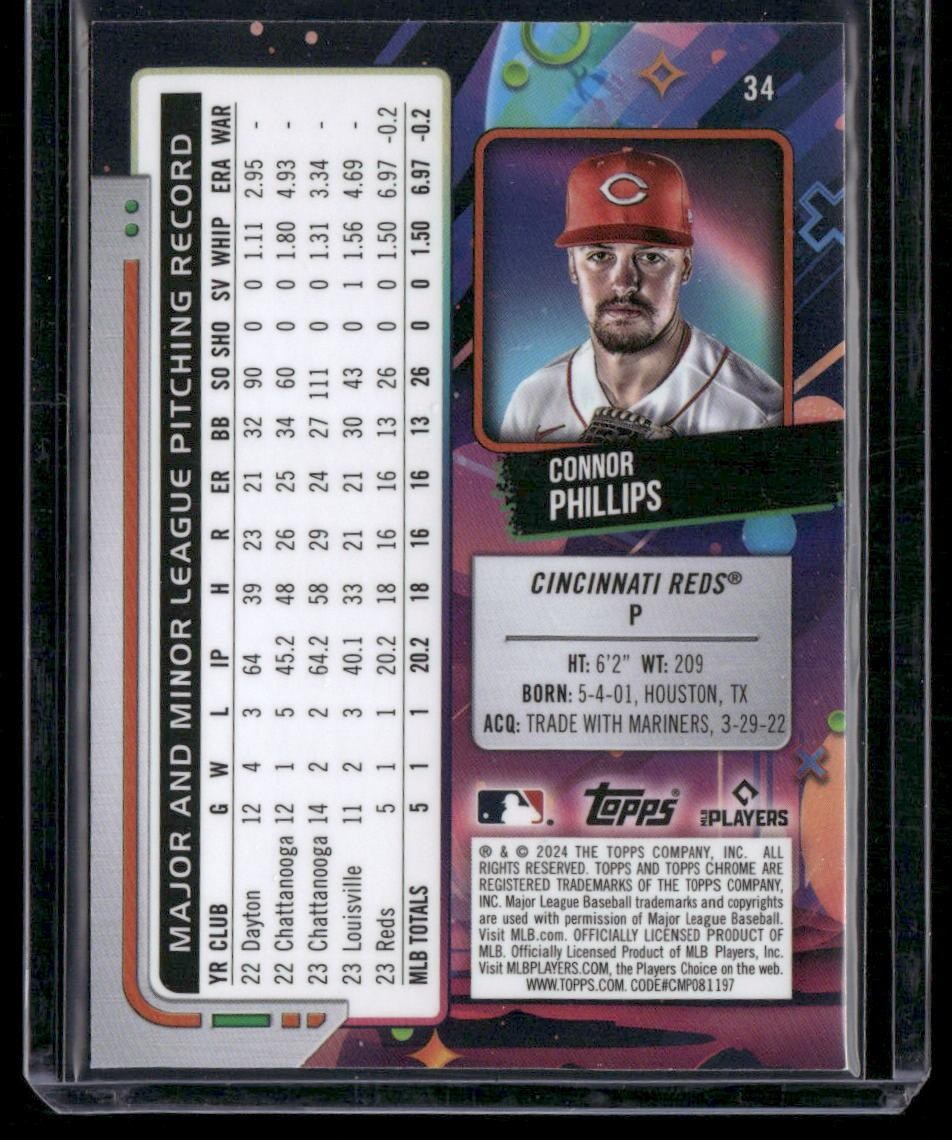 34
C
CONNOR
PHILLIPS
CINCINNATI REDS®
P
HT: 6'2" WT: 209
BORN: 5-4-01, HOUSTON, TX
ACQ: TRADE WITH MARINERS, 3-29-22
TOPPS®
MLB PLAYERS
® & © 2024 THE TOPPS COMPANY, INC. ALL
RIGHTS RESERVED. TOPPS AND TOPPS CHROME ARE
REGISTERED TRADEMARKS OF THE TOPPS COMPANY,
INC. Major League Baseball trademarks and copyrights
are used with permission of Major League Baseball.
Visit MLB.com. OFFICIALLY LICENSED PRODUCT OF
MLB. Officially Licensed Product of MLB Players, Inc.
Visit MLBPLAYERS.COM, the Players Choice on the web.
WWW.TOPPS.COM. CODE#CMP081197
MAJOR AND MINOR LEAGUE PITCHING RECORD
YR CLUB G W L IP H R ER BB SO SHO SV WHIP ERA WAR
22 Dayton 12 4 3 64 39 23 21 32 90 0 0 1.11 2.95 -
22 Chattanooga 12 1 5 45.2 48 26 25 34 60 0 0 1.80 4.93 -
23 Chattanooga 14 2 2 64.2 58 29 24 27 111 0 0 1.31 3.34 -
23 Louisville 11 2 3 40.1 33 21 21 30 43 0 1 1.56 4.69 -
23 Reds 5 1 1 20.2 18 16 16 13 26 0 0 1.50 6.97 -0.2
MLB TOTALS 5 1 1 20.2 18 16 16 13 26 0 0 1.50 6.97 -0.2